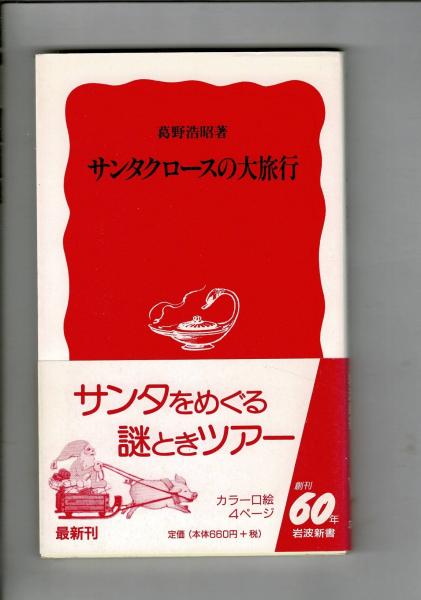 葛野浩昭著
サンタクロースの大旅行
サンタをめぐる
謎ときツアー
カラー口絵
4ページ
定価(本体660円+税)
最新刊
創刊
60年
岩波新書